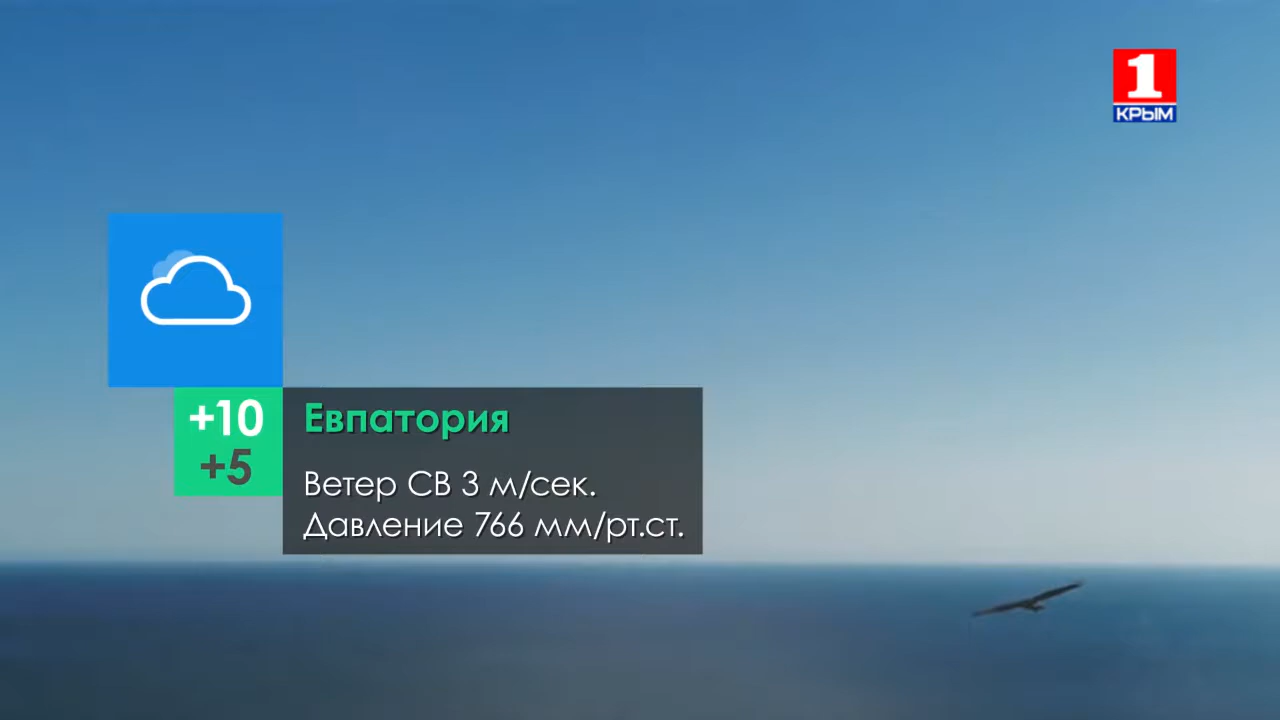 1
КРЫМ
+10
+5
Евпатория
Ветер СВ 3 м/сек.
Давление 766 мм/рт.ст.